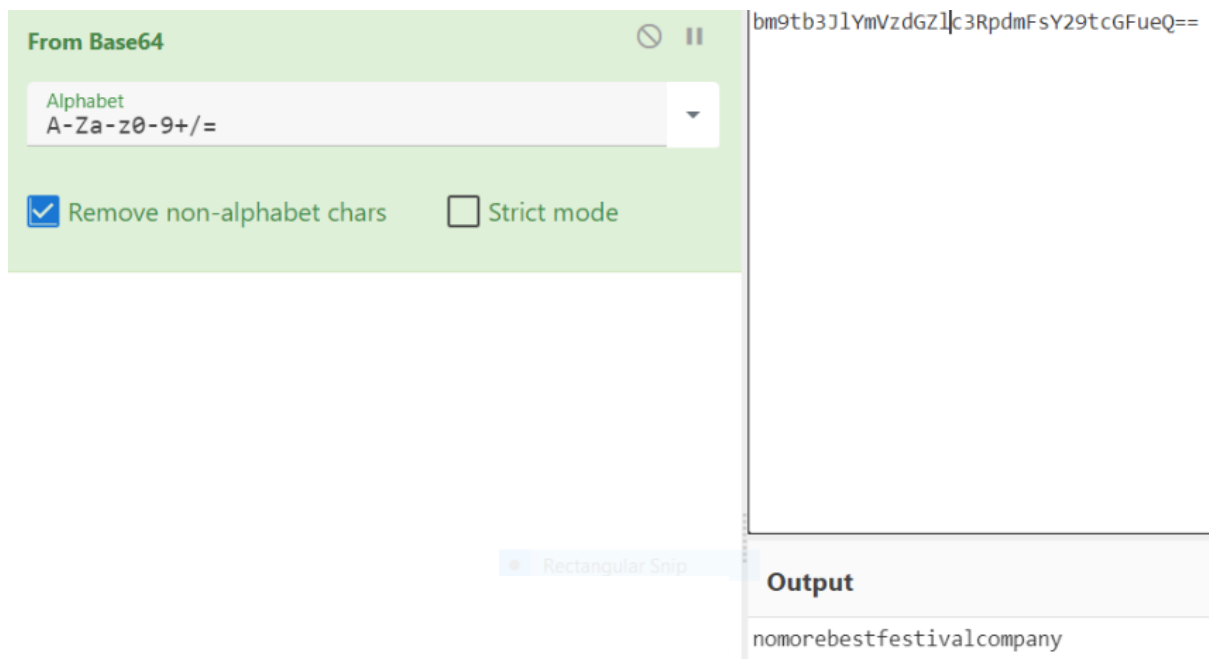 From Base64
Alphabet
A-Za-z0-9+/=
Remove non-alphabet chars
Strict mode
bm9tb3JlYmVzdGZlc3RpdmFsY29tcGFueQ==
Rectangular Snip
Output
nomorebestfestivalcompany